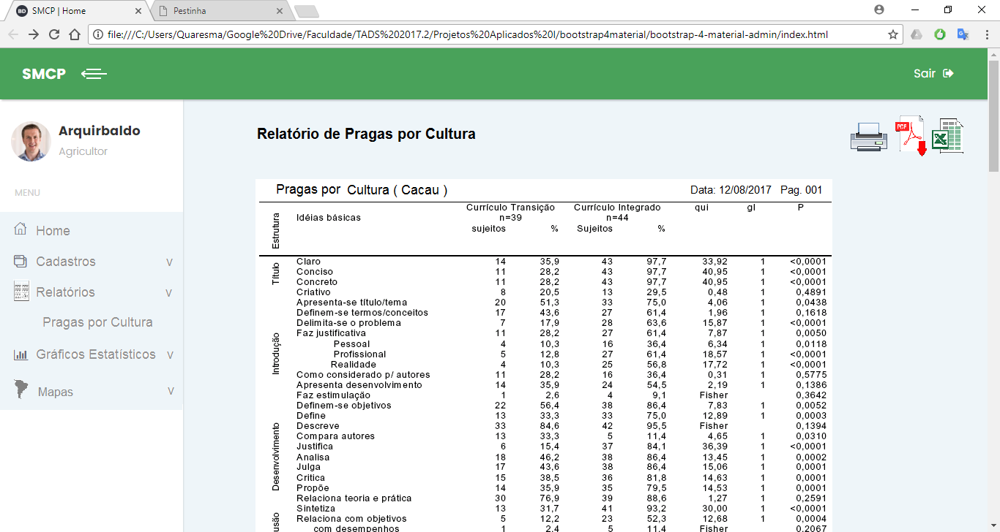 SMCP | Home
Pestinha
file:///C:/Users/Quaresma/Google%20Drive/Faculdade/TADS%202017.2/Projetos%20Aplicados%20I/bootstrap4material/bootstrap-4-material-admin/index.html
SMCP
Sair
Arquirbaldo
Agricultor
MENU
Home
Cadastros V
Relatórios V
Pragas por Cultura
Gráficos Estatísticos V
Mapas V
Relatório de Pragas por Cultura
PDF
Pragas por Cultura ( Cacau ) Data: 12/08/2017 Pag. 001
Estrutura
Idéias básicas
Currículo Transição Currículo Integrado qui gl P
n=39 n=44
sujeitos % Sujeitos %
Título
Claro 14 35,9 43 97,7 33,92 1 <0,0001
Conciso 11 28,2 43 97,7 40,95 1 <0,0001
Concreto 11 28,2 43 97,7 40,95 1 <0,0001
Criativo 8 20,5 13 29,5 0,48 1 0,4891
Apresenta-se título/tema 20 51,3 33 75,0 4,06 1 0,0438
Definem-se termos/conceitos 17 43,6 27 61,4 1,96 1 0,1618
Delimita-se o problema 7 17,9 28 63,6 15,87 1 <0,0001
Introdução
Faz justificativa 11 28,2 27 61,4 7,87 1 0,0050
Pessoal 4 10,3 16 36,4 6,34 1 0,0118
Profissional 5 12,8 27 61,4 18,57 1 <0,0001
Realidade 4 10,3 25 56,8 17,72 1 <0,0001
Como considerado p/ autores 11 28,2 16 36,4 0,31 1 0,5775
Apresenta desenvolvimento 14 35,9 24 54,5 2,19 1 0,1386
Faz estimulação 1 2,6 4 9,1 Fisher 0,3642
Definem-se objetivos 22 56,4 38 86,4 7,83 1 0,0052
Define 13 33,3 33 75,0 12,89 1 0,0003
Desenvolvimento
Descreve 33 84,6 42 95,5 Fisher 0,1394
Compara autores 13 33,3 5 11,4 4,65 1 0,0310
Justifica 6 15,4 37 84,1 36,39 1 <0,0001
Analisa 18 46,2 38 86,4 13,45 1 0,0002
Julga 17 43,6 38 86,4 15,06 1 0,0001
Critica 15 38,5 36 81,8 14,63 1 0,0001
Propõe 14 35,9 35 79,5 14,53 1 0,0001
Relaciona teoria e prática 30 76,9 39 88,6 1,27 1 0,2591
Sintetiza 13 31,7 41 93,2 30,00 1 <0,0001
usão
Relaciona com objetivos 5 12,2 23 52,3 12,68 1 0,0004
com desempenhos 1 2,4 5 11,4 Fisher 0,2067